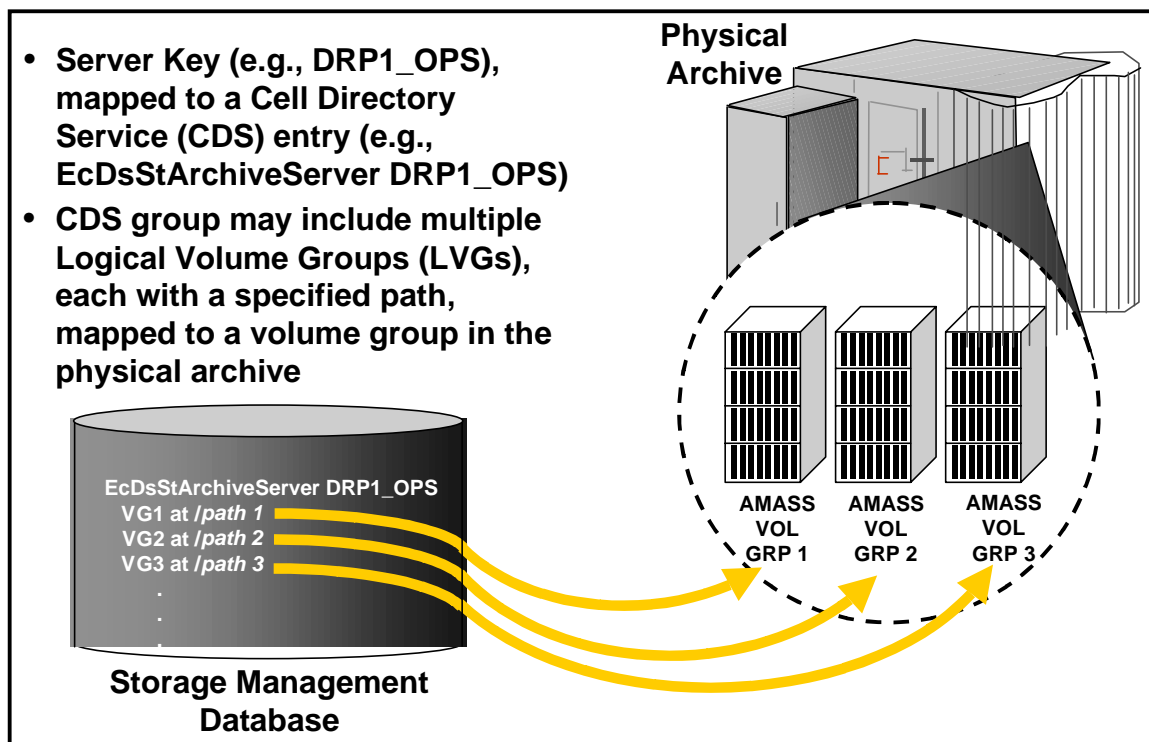 • Server Key (e.g., DRP1_OPS),
mapped to a Cell Directory
Service (CDS) entry (e.g.,
EcDsStArchiveServer DRP1_OPS)
• CDS group may include multiple
Logical Volume Groups (LVGs),
each with a specified path,
mapped to a volume group in the
physical archive
Physical
Archive
EcDsStArchiveServer DRP1_OPS
VG1 at /path 1
VG2 at /path 2
VG3 at /path 3
.
.
.
Storage Management
Database
AMASS
VOL
GRP 1
AMASS
VOL
GRP 2
AMASS
VOL
GRP 3